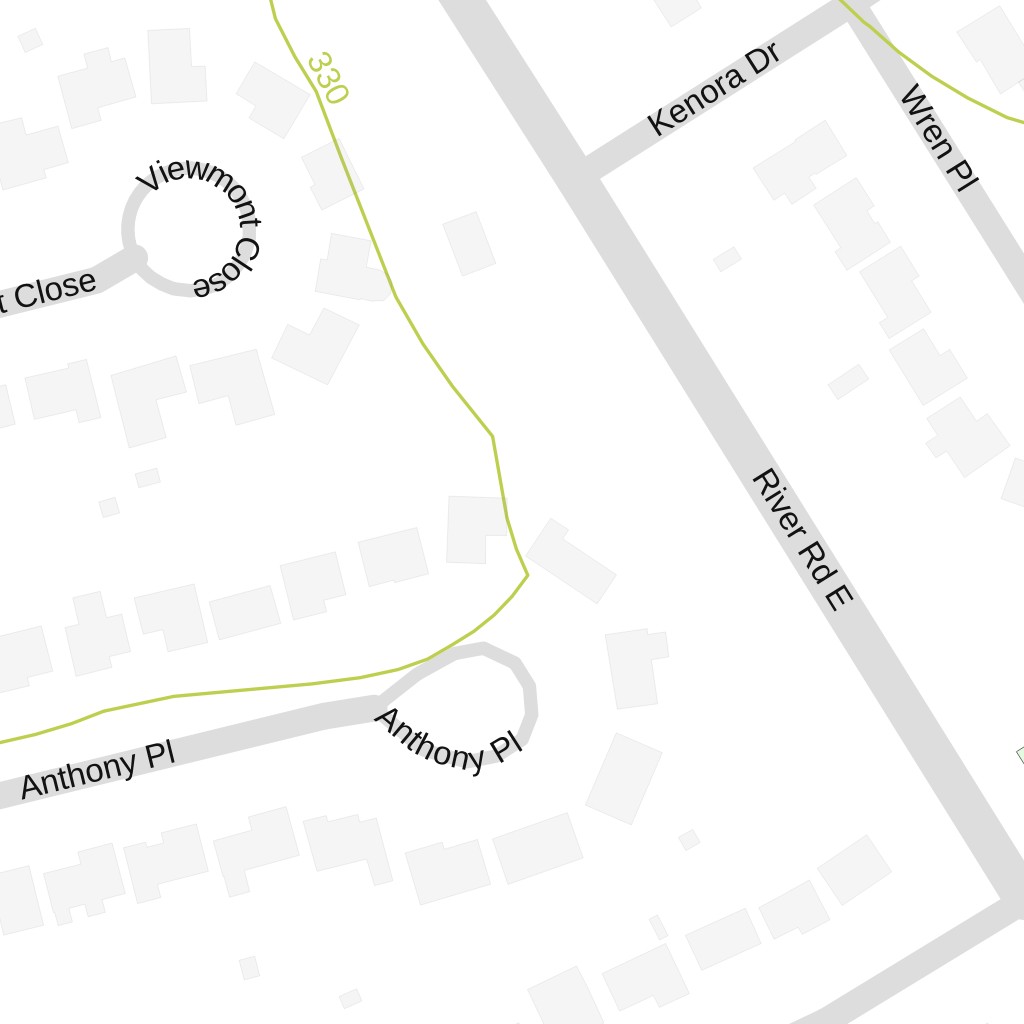 330
Kenora Dr
Wren Pl
Viewmont Close
t Close
River Rd E
Anthony Pl
Anthony Pl